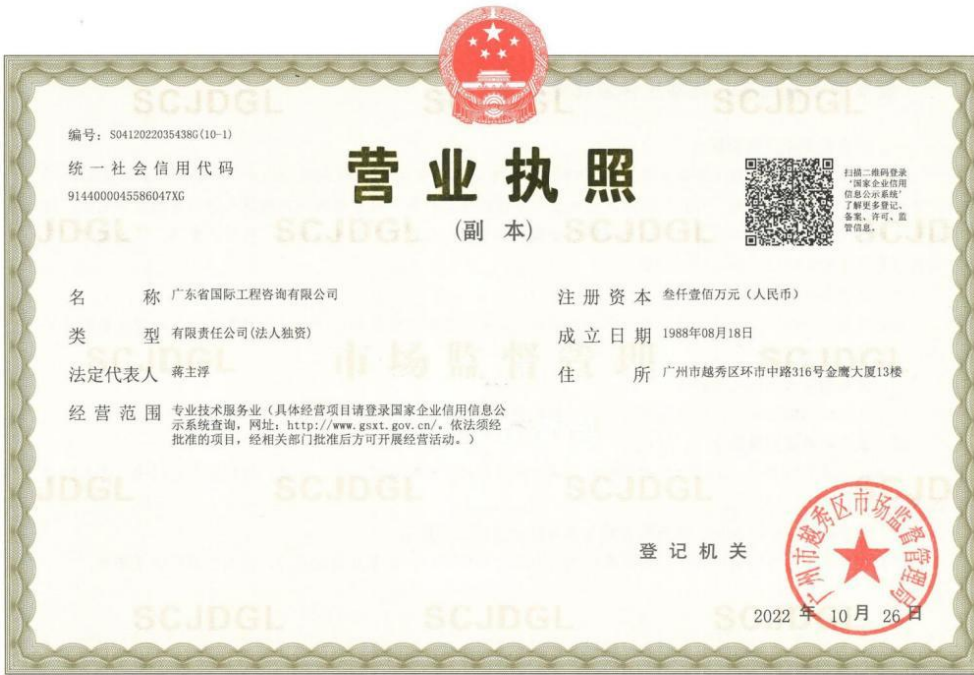 编号：S0412022035438G(10-1)
统一社会信用代码
9144000045586047XG
营业执照
(副 本)
扫描二维码登录
‘国家企业信用
信息公示系统’
了解更多登记、
备案、许可、监
管信息。
名 称 广东省国际工程咨询有限公司
类 型 有限责任公司(法人独资)
法定代表人 蒋主浮
经营范围 专业技术服务业（具体经营项目请登录国家企业信用信息公
示系统查询，网址：http://www.gsxt.gov.cn/。依法须经
批准的项目，经相关部门批准后方可开展经营活动。）
注册资本 叁仟壹佰万元（人民币）
成立日期 1988年08月18日
住 所 广州市越秀区环市中路316号金鹰大厦13楼
登记机关
广州市越秀区市场监督管理局
2022 年 10 月 26 日
SCJDGL
市场监督管理